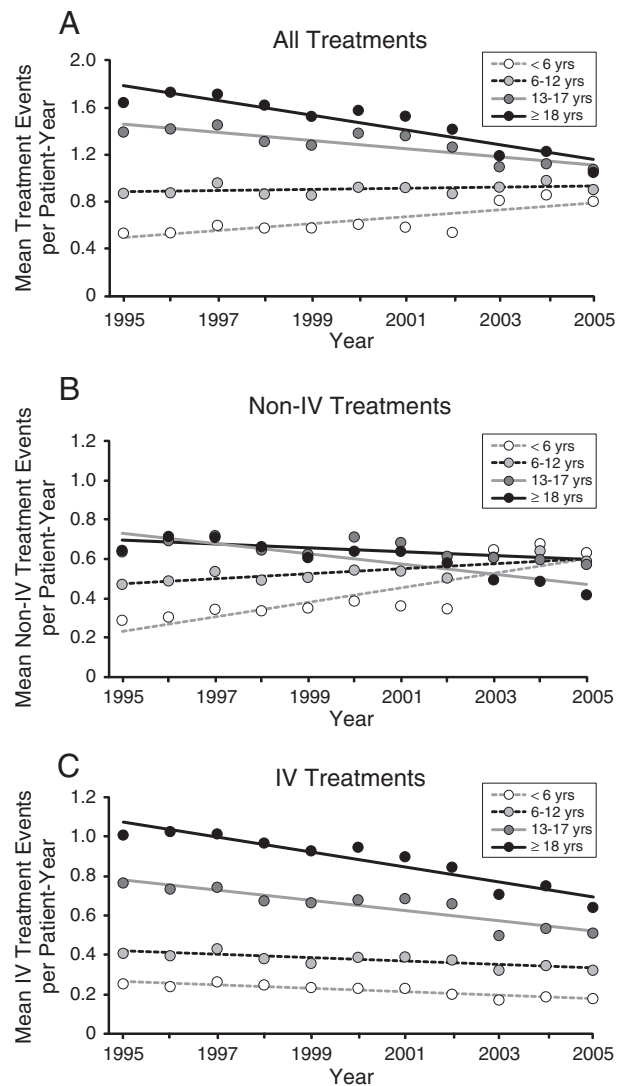 A
All Treatments
2.0
1.6
1.2
0.8
0.4
0
Mean Treatment Events
per Patient-Year
< 6 yrs
6-12 yrs
13-17 yrs
≥ 18 yrs
1995 1997 1999 2001 2003 2005
Year
B
Non-IV Treatments
1.2
1.0
0.8
0.6
0.4
0.2
0
Mean Non-IV Treatment Events
per Patient-Year
< 6 yrs
6-12 yrs
13-17 yrs
≥ 18 yrs
1995 1997 1999 2001 2003 2005
Year
C
IV Treatments
1.2
1.0
0.8
0.6
0.4
0.2
0
Mean IV Treatment Events
per Patient-Year
< 6 yrs
6-12 yrs
13-17 yrs
≥ 18 yrs
1995 1997 1999 2001 2003 2005
Year